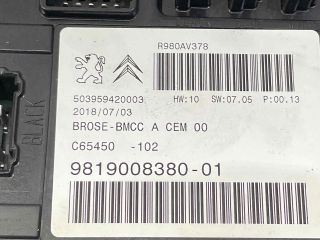 R980AV378
503959420003 HW:10 SW:07.05 P:00.13
2018/07/03
BROSE-BMCC A CEM 00
C65450 -102
9819008380-01
BLACK